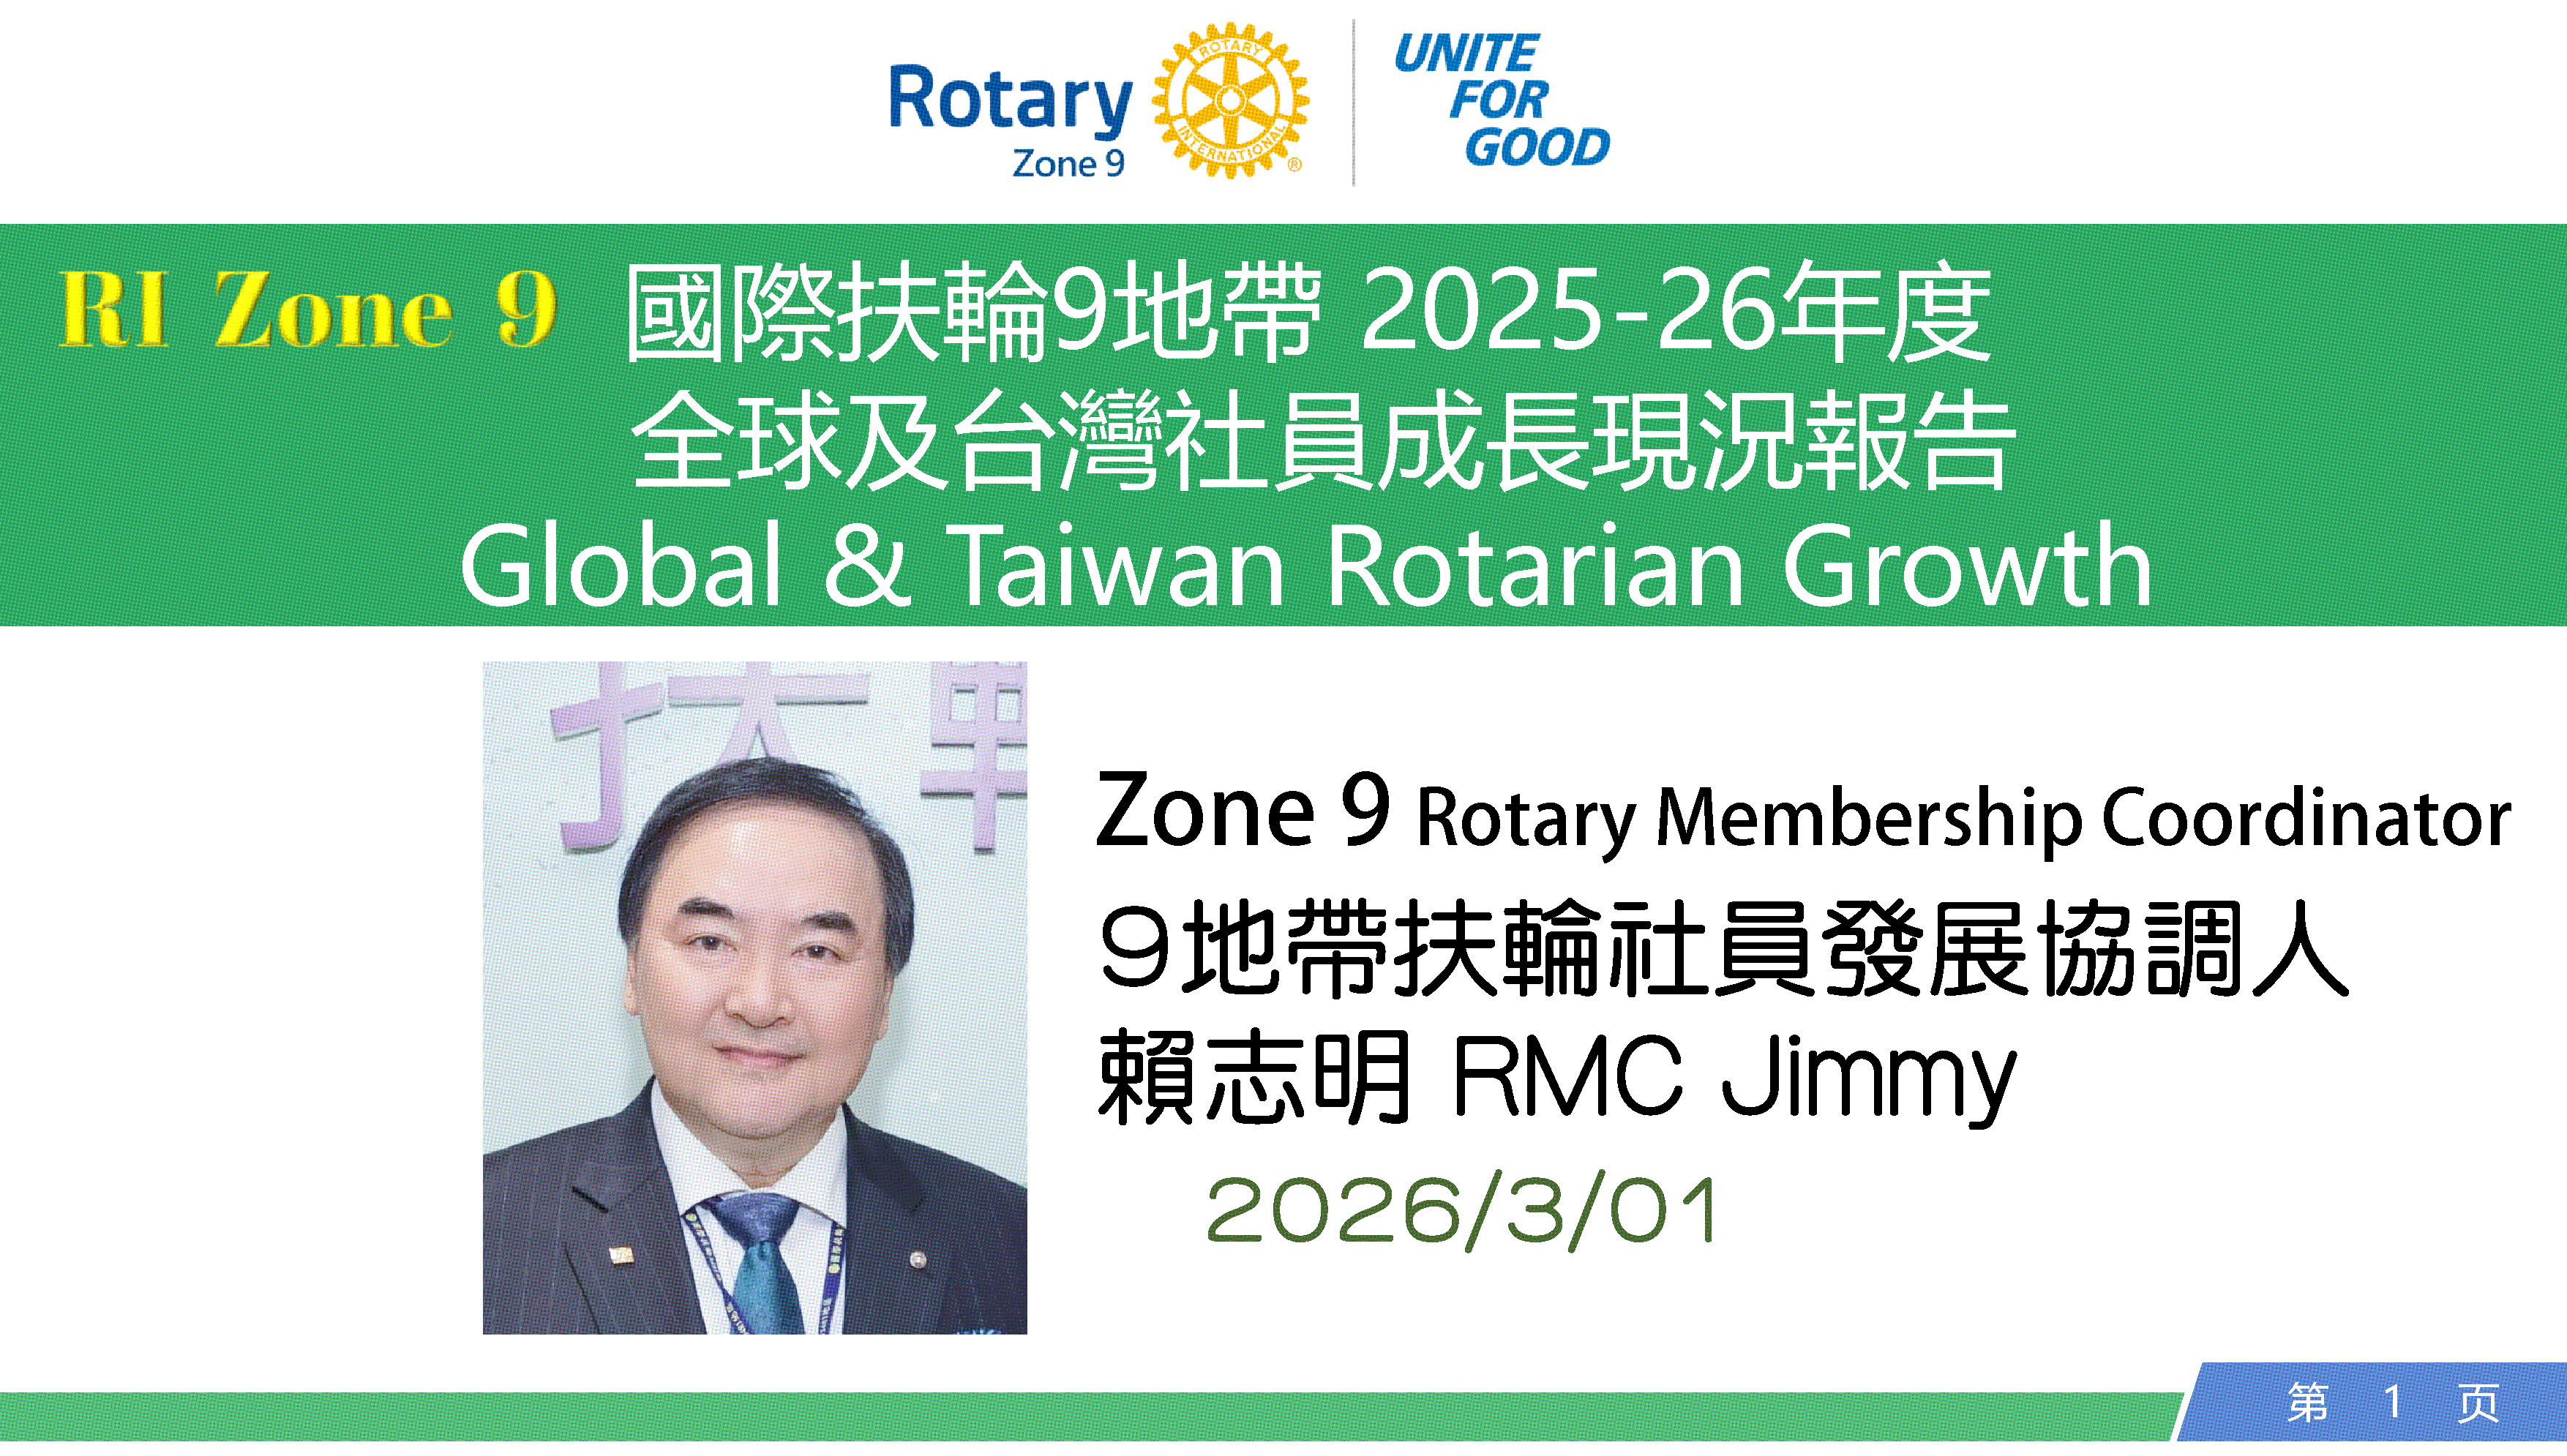 Rotary
Zone 9
ROTARY
INTERNATIONAL
®
UNITE
FOR
GOOD
RI Zone 9
國際扶輪9地帶 2025-26年度
全球及台灣社員成長現況報告
Global & Taiwan Rotarian Growth
扶
Zone 9 Rotary Membership Coordinator
9地帶扶輪社員發展協調人
賴志明 RMC Jimmy
2026/3/01
第 1 页